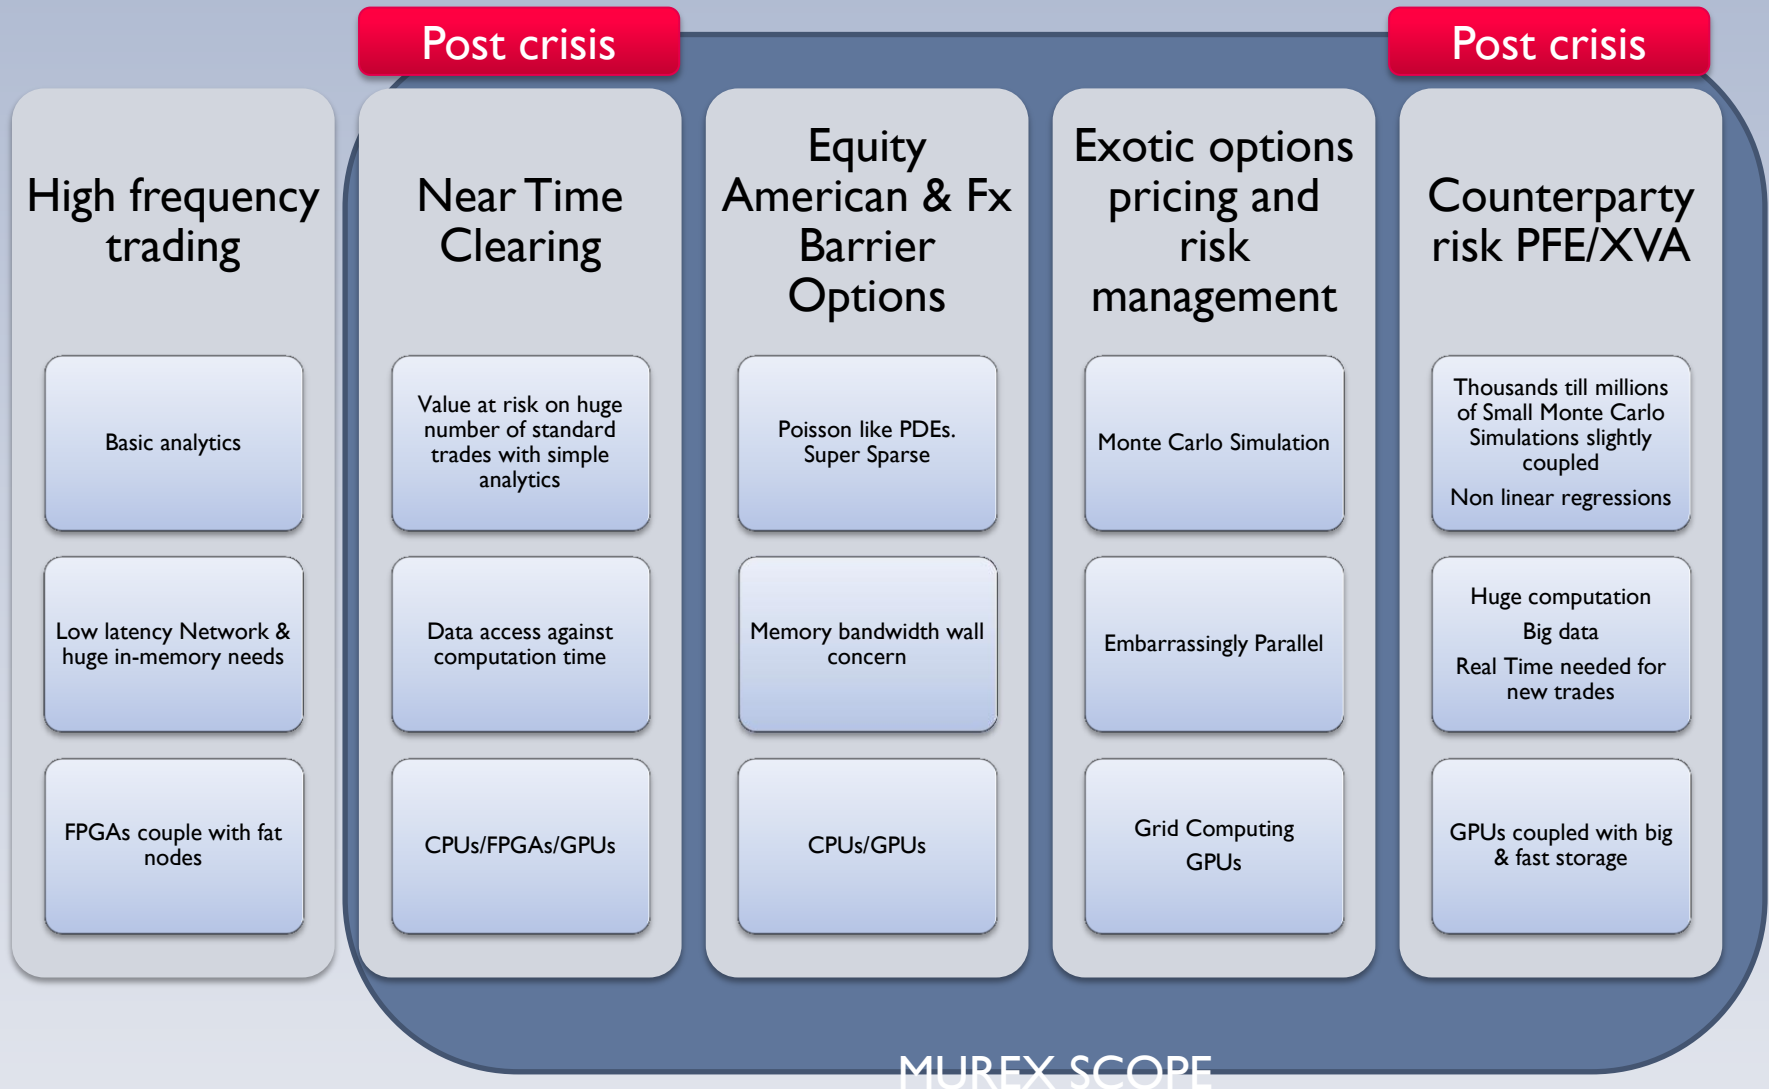 Post crisis
Post crisis
High frequency
trading
Basic analytics
Low latency Network &
huge in-memory needs
FPGAs couple with fat
nodes
Near Time
Clearing
Value at risk on huge
number of standard
trades with simple
analytics
Data access against
computation time
CPUs/FPGAs/GPUs
Equity
American & Fx
Barrier
Options
Poisson like PDEs.
Super Sparse
Memory bandwidth wall
concern
CPUs/GPUs
Exotic options
pricing and
risk
management
Monte Carlo Simulation
Embarrassingly Parallel
Grid Computing
GPUs
Counterparty
risk PFE/XVA
Thousands till millions
of Small Monte Carlo
Simulations slightly
coupled
Non linear regressions
Huge computation
Big data
Real Time needed for
new trades
GPUs coupled with big
& fast storage
MUREX SCOPE